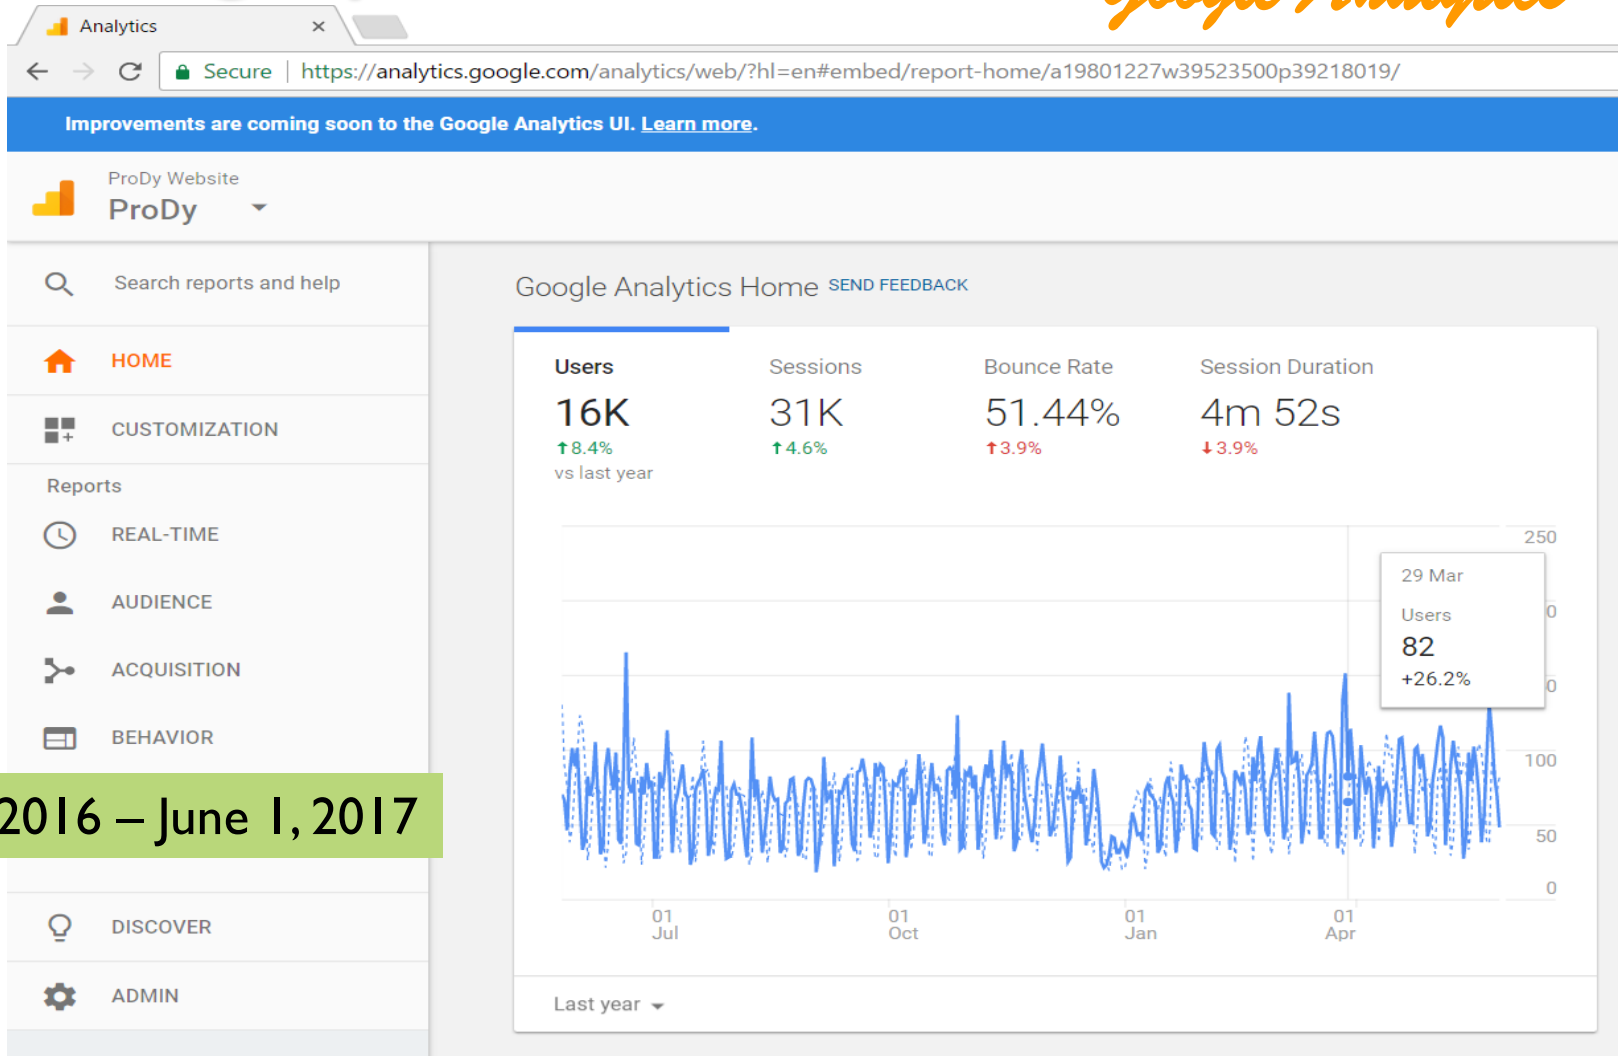 Google Analytics
Analytics ×
Secure | https://analytics.google.com/analytics/web/?hl=en#embed/report-home/a19801227w39523500p39218019/
Improvements are coming soon to the Google Analytics UI. Learn more.
ProDy Website
ProDy
Search reports and help
HOME
CUSTOMIZATION
Reports
REAL-TIME
AUDIENCE
ACQUISITION
BEHAVIOR
2016 – June 1, 2017
DISCOVER
ADMIN
Google Analytics Home SEND FEEDBACK
Users Sessions Bounce Rate Session Duration
16K 31K 51.44% 4m 52s
↑8.4% ↑4.6% ↑3.9% ↓3.9%
vs last year
250
29 Mar
Users
82
+26.2%
0
0
100
50
0
01 01 01 01
Jul Oct Jan Apr
Last year